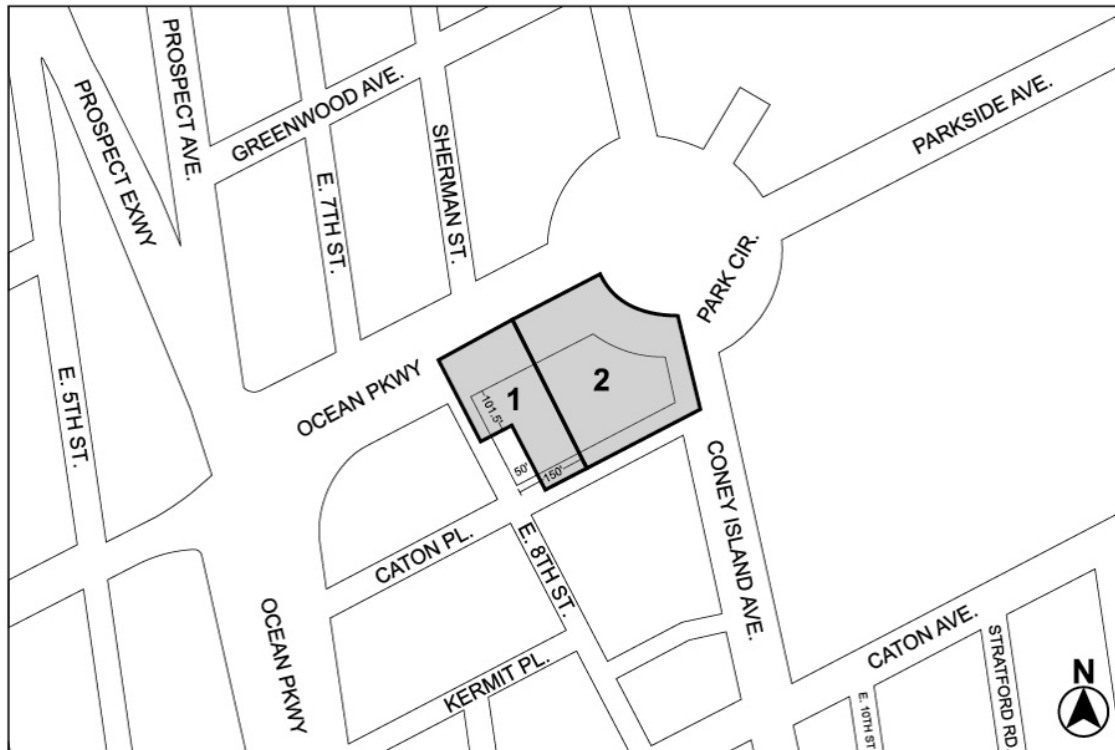 PROSPECT AVE.
PROSPECT EXWY
GREENWOOD AVE.
E. 7TH ST.
SHERMAN ST.
PARKSIDE AVE.
PARK CIR.
E. 5TH ST.
OCEAN PKWY
1
2
101.5'
50'
150'
CATON PL.
E. 8TH ST.
CONEY ISLAND AVE.
OCEAN PKWY
KERMIT PL.
CATON AVE.
E. 10TH ST
STRATFORD RD
N